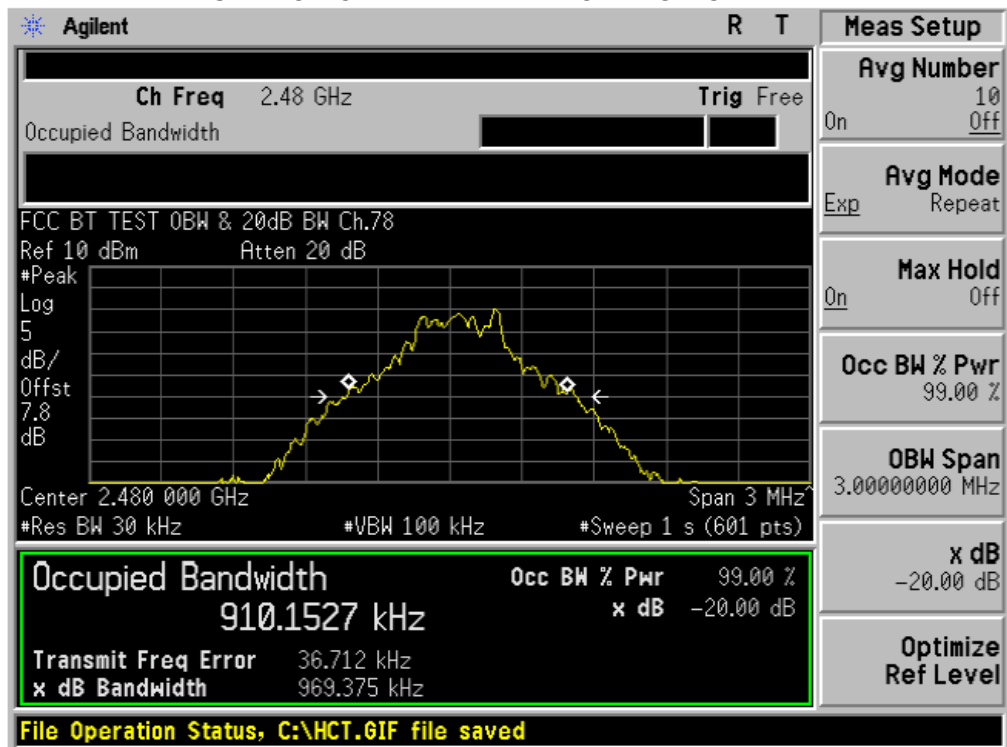 Agilent
R T
Ch Freq 2.48 GHz
Trig Free
Occupied Bandwidth
FCC BT TEST OBW & 20dB BW Ch.78
Ref 10 dBm Atten 20 dB
#Peak
Log
5
dB/
Offst
7.8
dB
Center 2.480 000 GHz
Span 3 MHz^
#Res BW 30 kHz
#VBW 100 kHz
#Sweep 1 s (601 pts)
Occupied Bandwidth
910.1527 kHz
Occ BW % Pwr 99.00 %
x dB -20.00 dB
Transmit Freq Error 36.712 kHz
x dB Bandwidth 969.375 kHz
File Operation Status, C:\HCT.GIF file saved
Meas Setup
Avg Number
10
On Off
Avg Mode
Exp Repeat
Max Hold
On Off
Occ BW % Pwr
99.00 %
OBW Span
3.00000000 MHz
x dB
-20.00 dB
Optimize
Ref Level